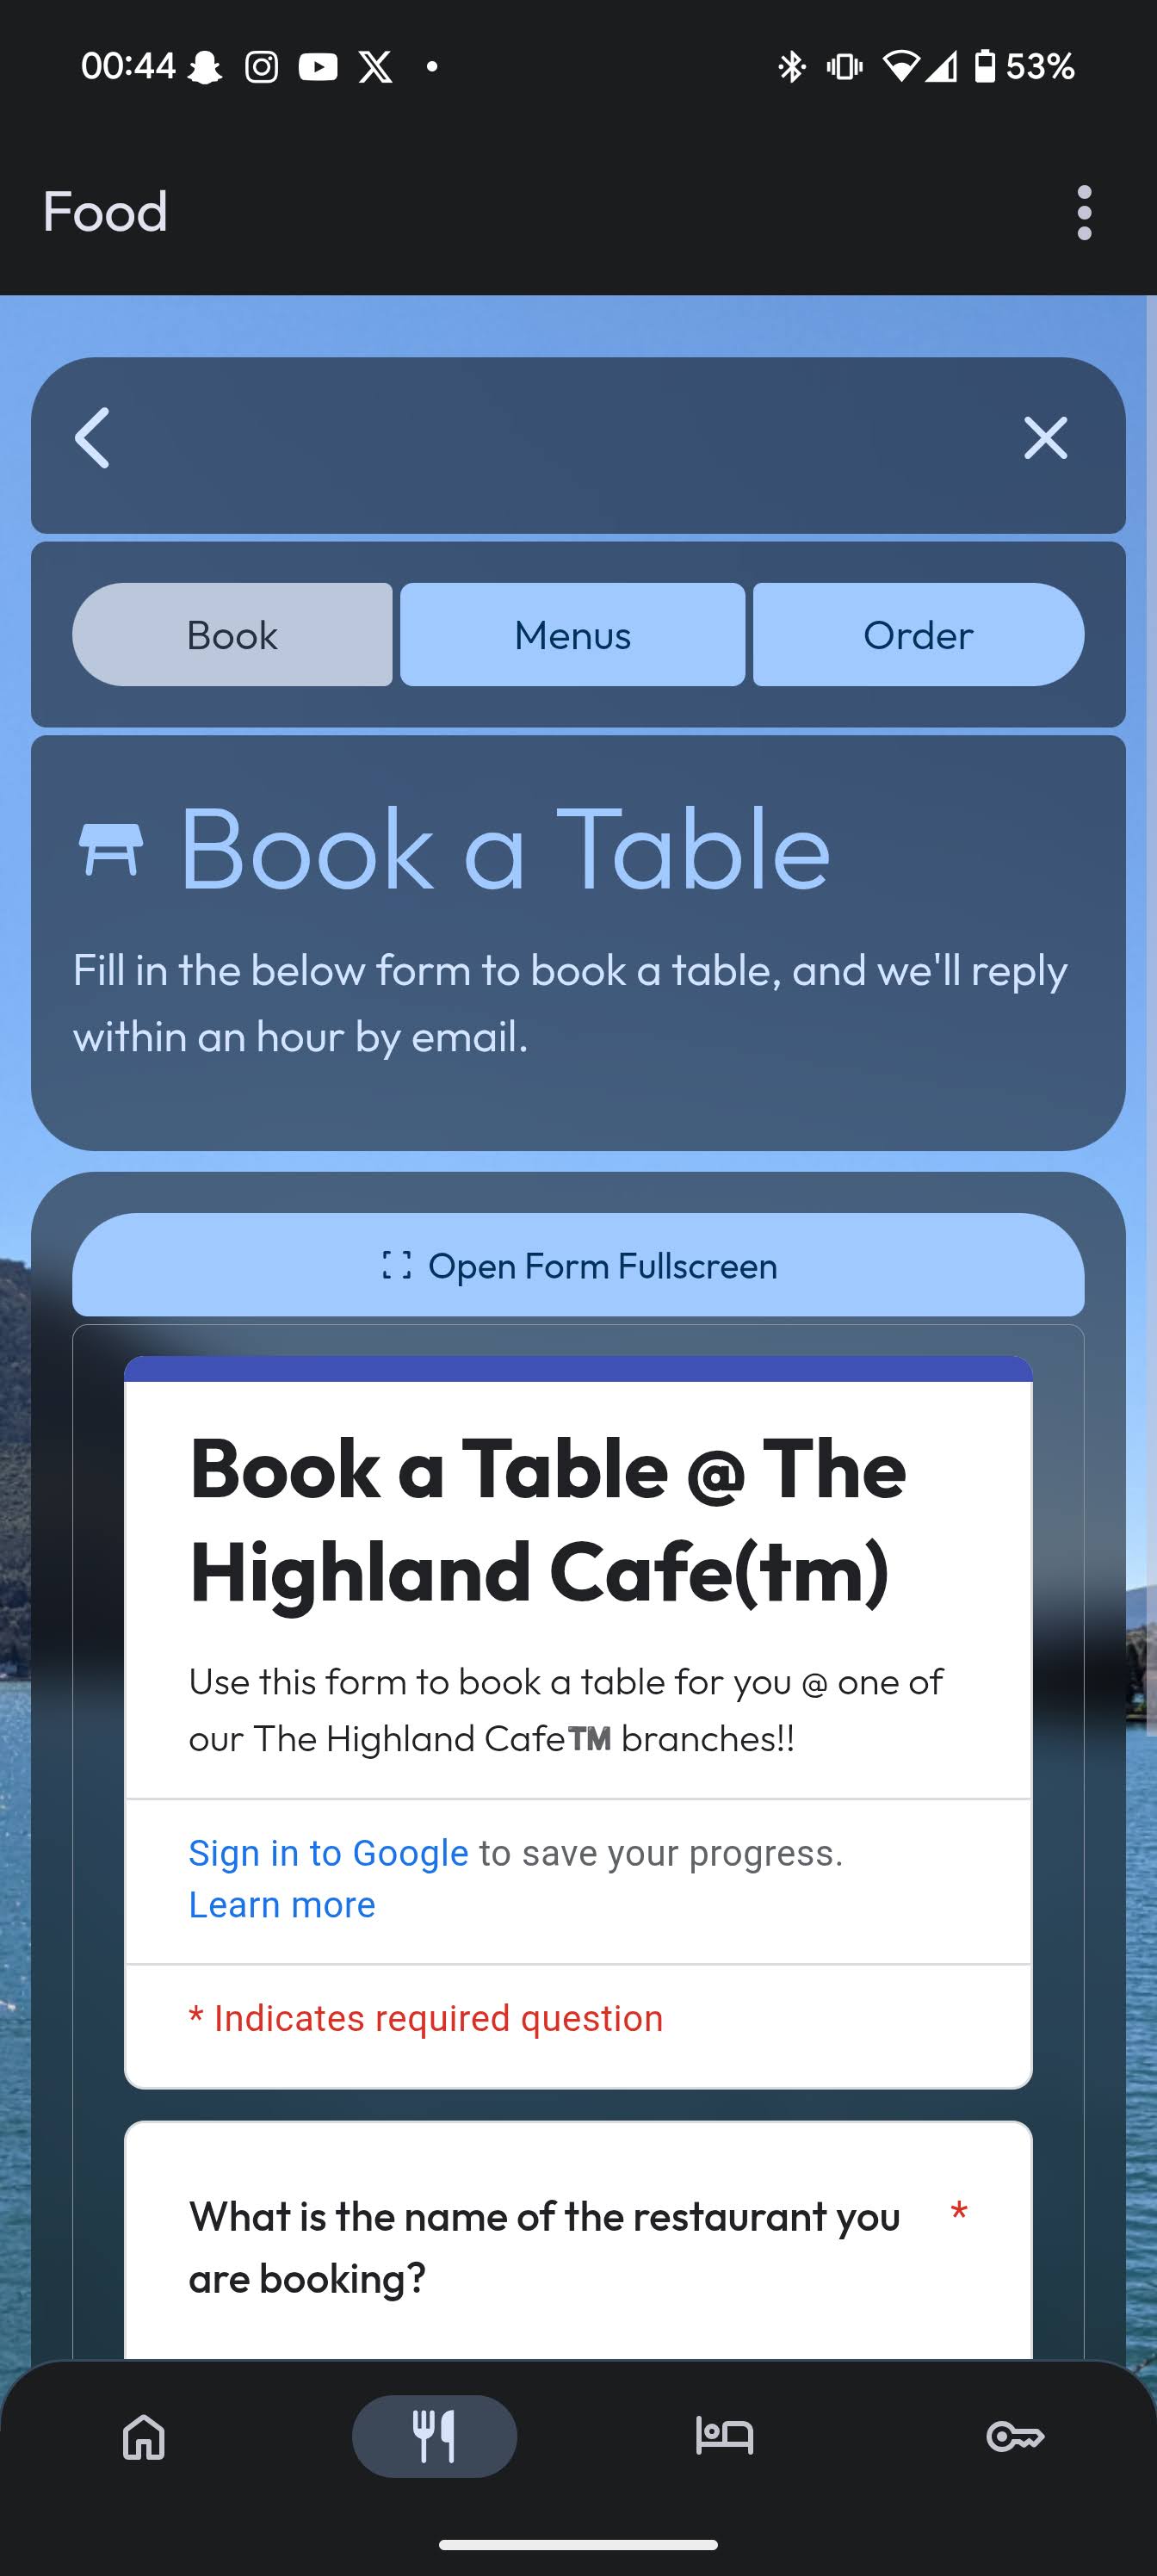 00:44
53%
Food
Book
Menus
Order
Book a Table
Fill in the below form to book a table, and we'll reply
within an hour by email.
Open Form Fullscreen
Book a Table @ The
Highland Cafe(tm)
Use this form to book a table for you @ one of
our The Highland Cafe™️ branches!!
Sign in to Google to save your progress.
Learn more
* Indicates required question
What is the name of the restaurant you *
are booking?